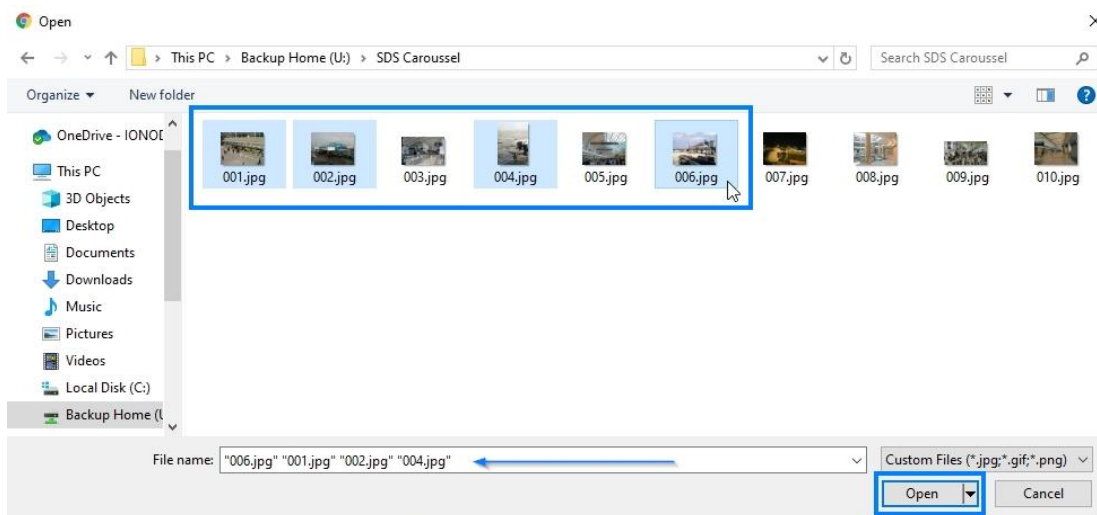 Open
This PC > Backup Home (U:) > SDS Caroussel
Search SDS Caroussel
Organize
New folder
OneDrive - IONOD
This PC
3D Objects
Desktop
Documents
Downloads
Music
Pictures
Videos
Local Disk (C:)
Backup Home (U
001.jpg 002.jpg 003.jpg 004.jpg 005.jpg 006.jpg 007.jpg 008.jpg 009.jpg 010.jpg
File name: "006.jpg" "001.jpg" "002.jpg" "004.jpg"
Custom Files (*.jpg;*.gif;*.png)
Open
Cancel